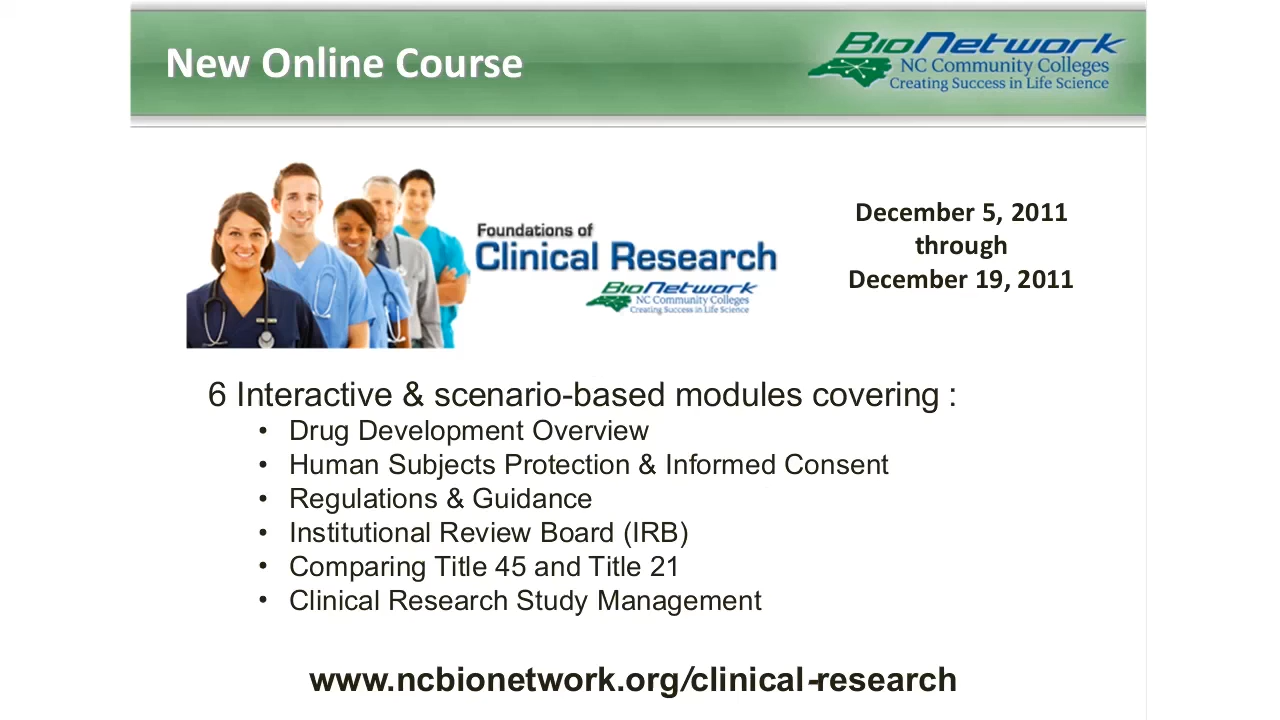 New Online Course
BioNetwork
NC Community Colleges
Creating Success in Life Science
Foundations of
Clinical Research
BioNetwork
NC Community Colleges
Creating Success in Life Science
December 5, 2011
through
December 19, 2011
6 Interactive & scenario-based modules covering :
• Drug Development Overview
• Human Subjects Protection & Informed Consent
• Regulations & Guidance
• Institutional Review Board (IRB)
• Comparing Title 45 and Title 21
• Clinical Research Study Management
www.ncbionetwork.org/clinical-research